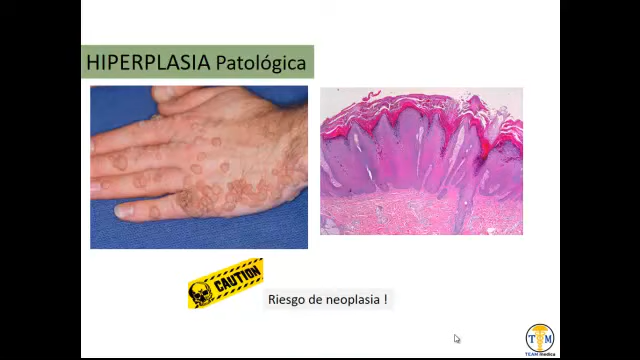 HIPERPLASIA Patológica
CAUTION
Riesgo de neoplasia !
T M
TEAM Medica